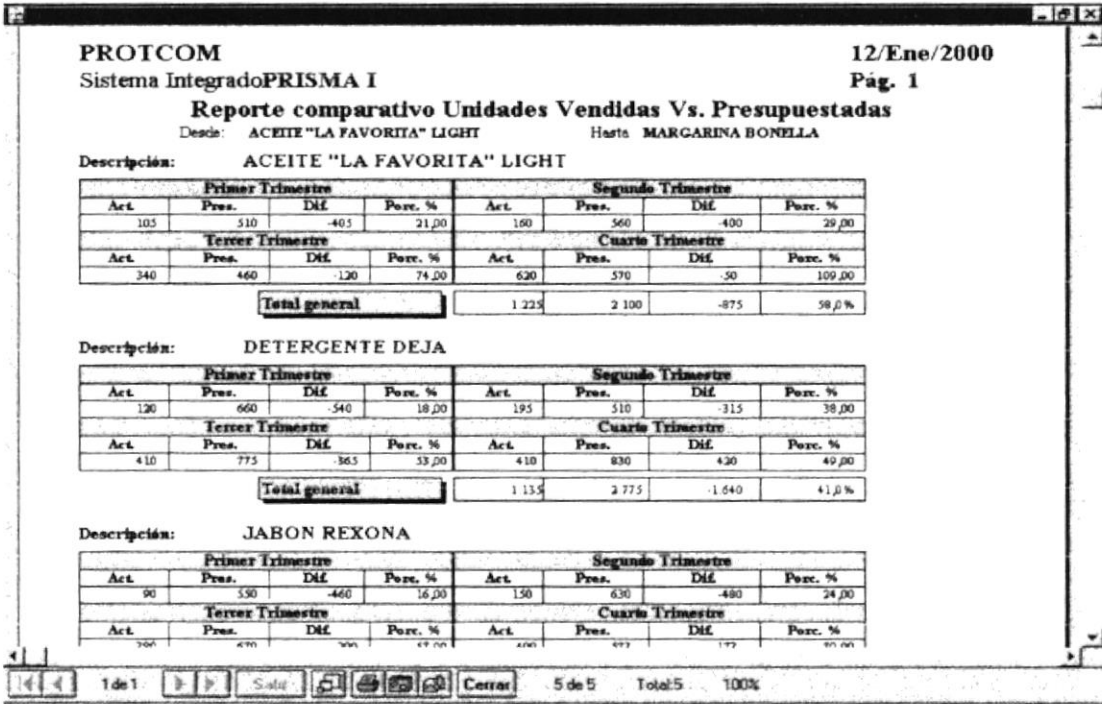 PROTCOM 12/Ene/2000
Sistema IntegradoPRISMA I Pág. 1
Reporte comparativo Unidades Vendidas Vs. Presupuestadas
Desde: ACEITE "LA FAVORITA" LIGHT Hasta MARGARINA BONELLA
Descripción: ACEITE "LA FAVORITA" LIGHT
Primer Trimestre Segundo Trimestre
Act. Pres. Dif. Porc. % Act. Pres. Dif. Porc. %
105 510 -405 21,00 160 560 -400 29,00
Tercer Trimestre Cuarto Trimestre
Act. Pres. Dif. Porc. % Act. Pres. Dif. Porc. %
340 460 -120 74,00 620 570 -50 109,00
Total general 1 225 2 100 -875 58,0 %
Descripción: DETERGENTE DEJA
Primer Trimestre Segundo Trimestre
Act. Pres. Dif. Porc. % Act. Pres. Dif. Porc. %
120 660 -540 18,00 195 510 -315 38,00
Tercer Trimestre Cuarto Trimestre
Act. Pres. Dif. Porc. % Act. Pres. Dif. Porc. %
410 775 -365 53,00 410 830 420 49,00
Total general 1 135 2 775 -1 640 41,0 %
Descripción: JABON REXONA
Primer Trimestre Segundo Trimestre
Act. Pres. Dif. Porc. % Act. Pres. Dif. Porc. %
90 550 -460 16,00 150 630 -480 24,00
Tercer Trimestre Cuarto Trimestre
Act. Pres. Dif. Porc. % Act. Pres. Dif. Porc. %
1 de 1 Salir Cerrar 5 de 5 Total:5 100%